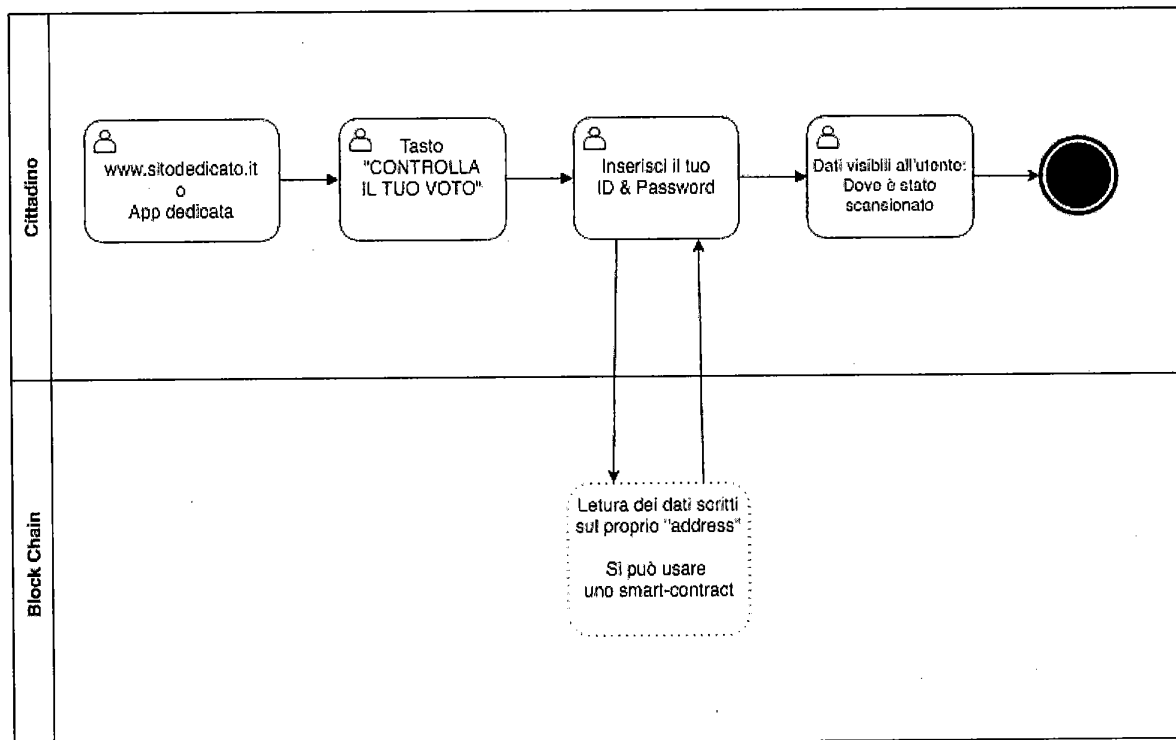 Cittadino
www.sitodedicato.it
o
App dedicata
Tasto
"CONTROLLA
IL TUO VOTO"
Inserisci il tuo
ID & Password
Dati visibili all'utente:
Dove è stato
scansionato
Block Chain
Letura dei dati scritti
sul proprio "address"
Si può usare
uno smart-contract